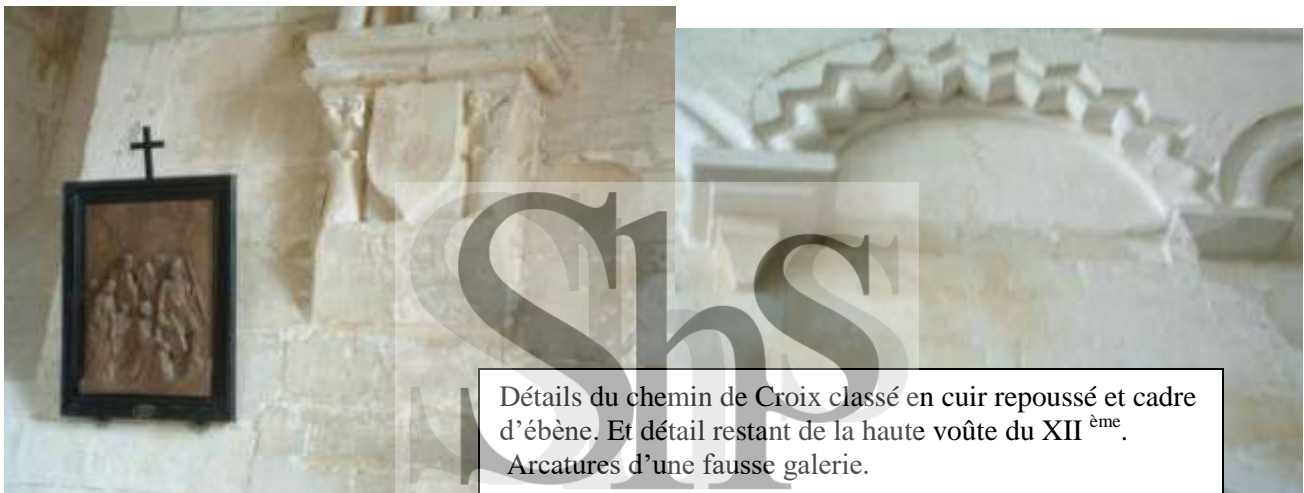 Détails du chemin de Croix classé en cuir repoussé et cadre
d’ébène. Et détail restant de la haute voûte du XII ème.
Arcatures d’une fausse galerie.
Shs